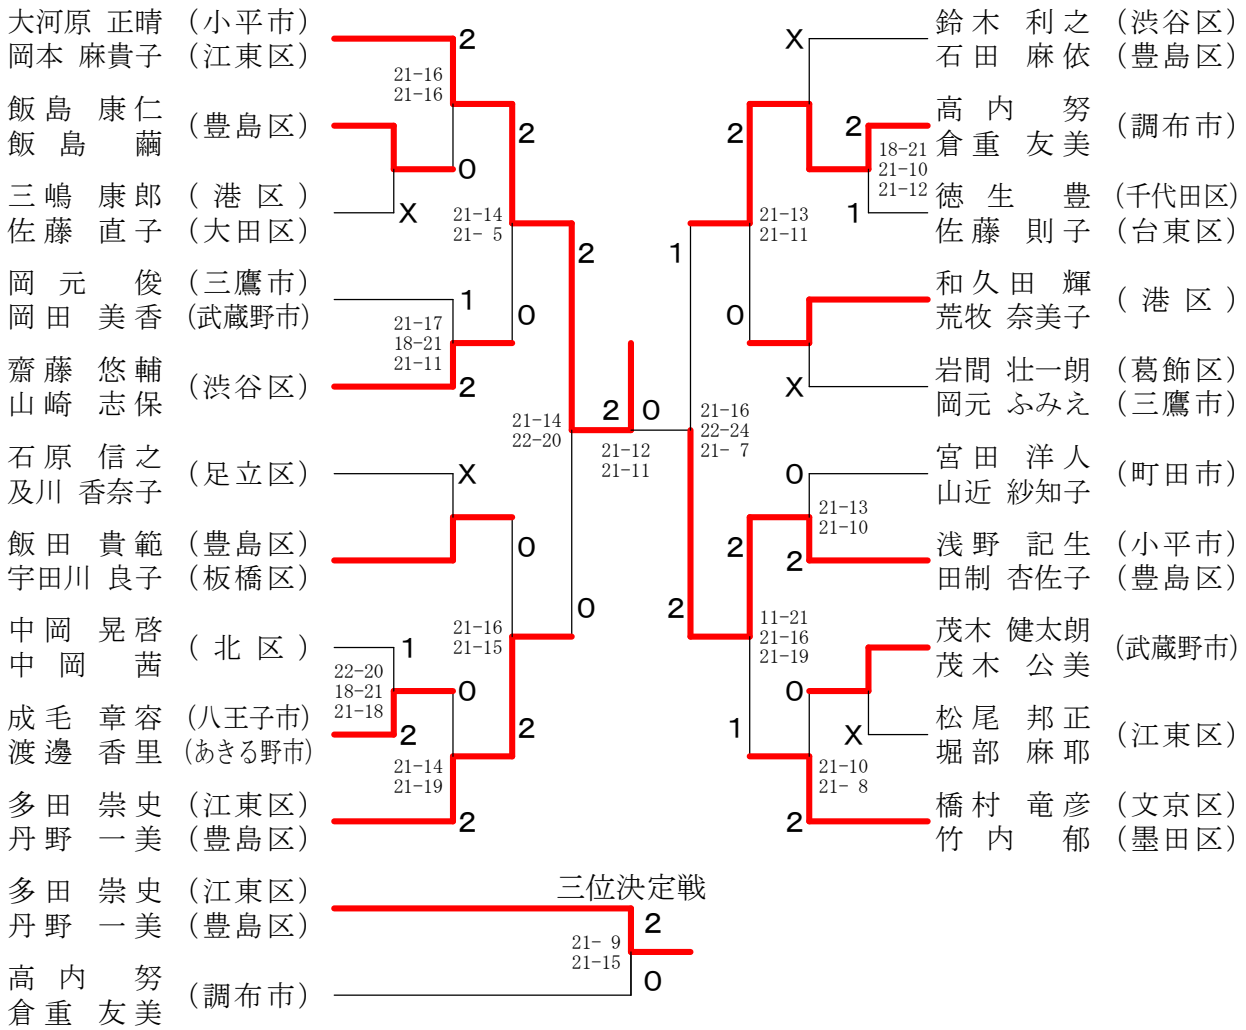 大河原 正晴 (小平市)
岡本 麻貴子 (江東区)
2
21-16
21-16
飯島 康仁
飯島 繭
(豊島区)
0
2
三嶋 康郎 (港区)
佐藤 直子 (大田区)
X
21-14
21- 5
2
岡元 俊 (三鷹市)
岡田 美香 (武蔵野市)
1
21-17
18-21
21-11
0
齋藤 悠輔
山崎 志保
(渋谷区)
2
21-14
22-20
石原 信之
及川 香奈子
(足立区)
X
飯田 貴範 (豊島区)
宇田川 良子 (板橋区)
0
0
中岡 晃啓
中岡 茜
(北区)
1
22-20
18-21
21-18
21-16
21-15
成毛 章容 (八王子市)
渡邊 香里 (あきる野市)
2
0
2
21-14
21-19
多田 崇史 (江東区)
丹野 一美 (豊島区)
2
2 0
21-12
21-11
鈴木 利之 (渋谷区)
石田 麻依 (豊島区)
X
高内 努
倉重 友美
(調布市)
2
2
18-21
21-10
21-12
徳生 豊 (千代田区)
佐藤 則子 (台東区)
1
21-13
21-11
1
和久田 輝
荒牧 奈美子
(港区)
0
岩間 壮一朗 (葛飾区)
岡元 ふみえ (三鷹市)
X
21-16
22-24
21- 7
宮田 洋人
山近 紗知子
(町田市)
0
21-13
21-10
浅野 記生 (小平市)
田制 杏佐子 (豊島区)
2
2
2
11-21
21-16
21-19
茂木 健太朗
茂木 公美
(武蔵野市)
0
松尾 邦正
堀部 麻耶
(江東区)
X
1
21-10
21- 8
橋村 竜彦 (文京区)
竹内 郁 (墨田区)
2
三位決定戦
多田 崇史 (江東区)
丹野 一美 (豊島区)
2
21- 9
21-15
高内 努
倉重 友美
(調布市)
0